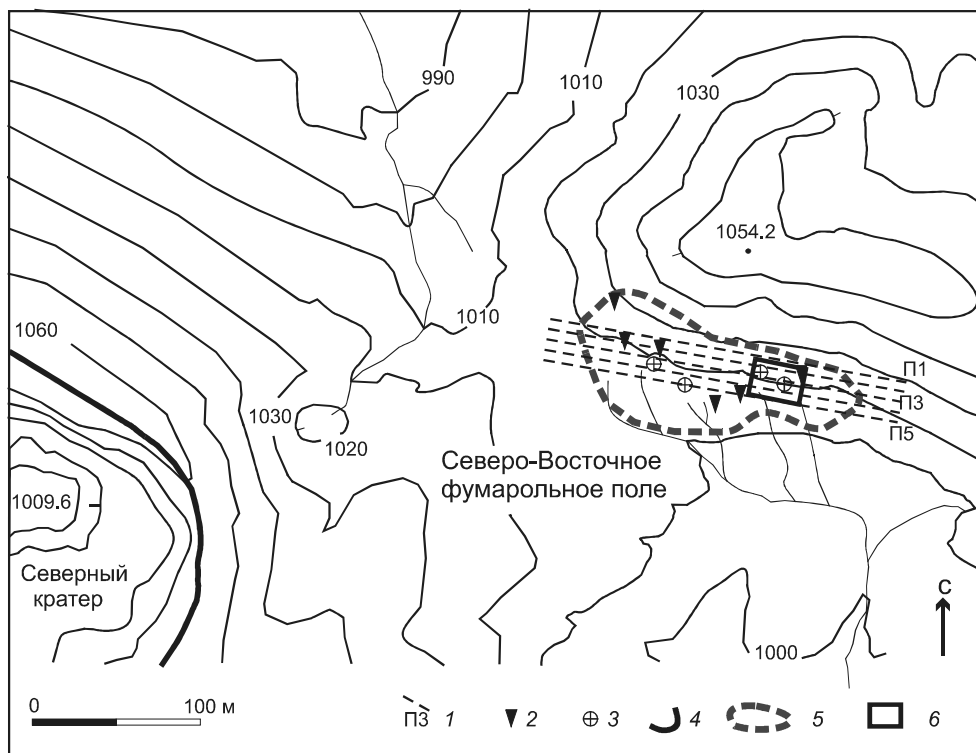 990
1010
1030
1054.2
1060
1010
П1
П3
П5
1030
1020
Северо-Восточное
фумарольное поле
1009.6
Северный
кратер
С
1000
0 100 м
П3 1 2 3 4 5 6